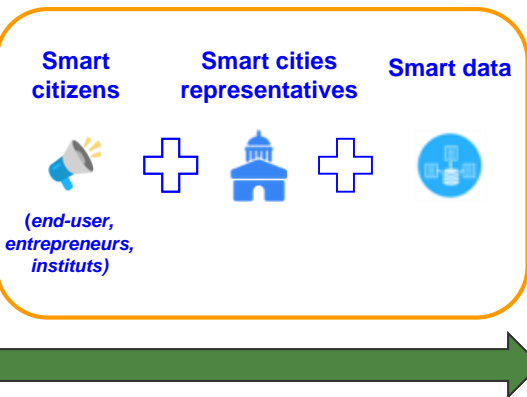 Smart
citizens
Smart cities
representatives
Smart data
(end-user,
entrepreneurs,
instituts)